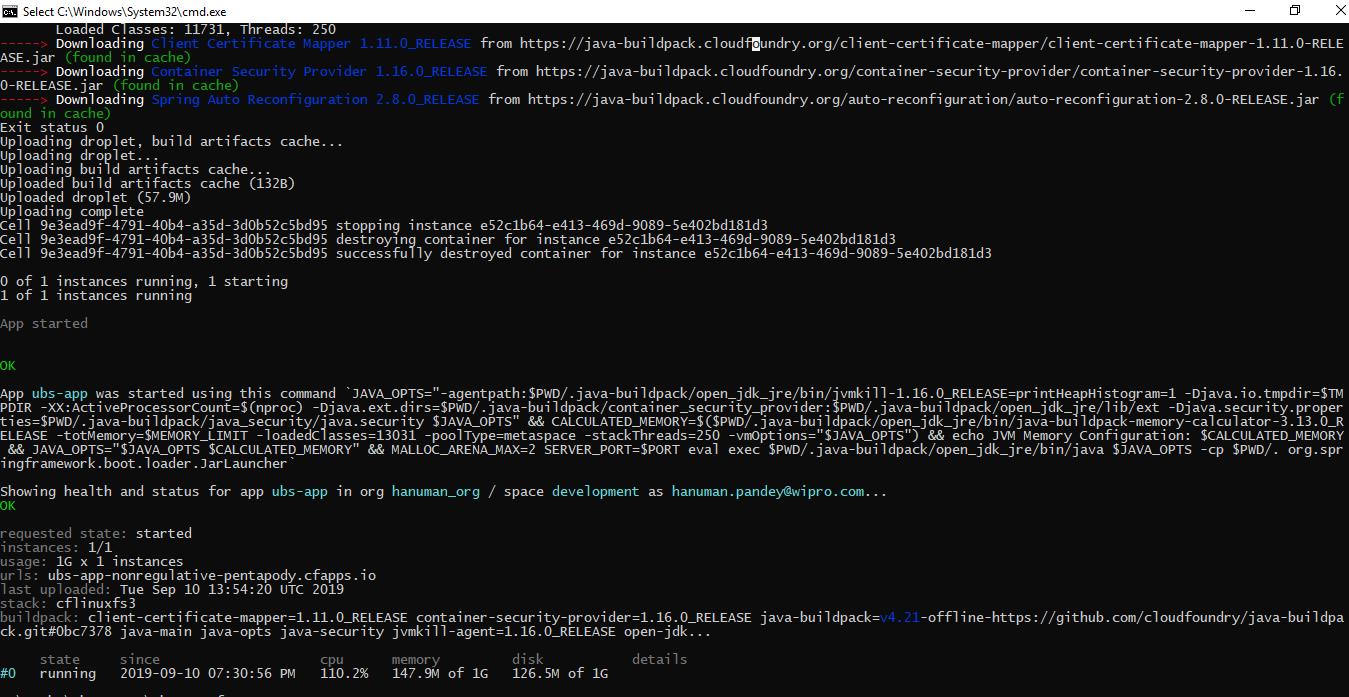 Select C:\Windows\System32\cmd.exe
Loaded Classes: 11731, Threads: 250
-----> Downloading Client Certificate Mapper 1.11.0_RELEASE from https://java-buildpack.cloudfoundry.org/client-certificate-mapper/client-certificate-mapper-1.11.0-RELE
ASE.jar (found in cache)
-----> Downloading Container Security Provider 1.16.0_RELEASE from https://java-buildpack.cloudfoundry.org/container-security-provider/container-security-provider-1.16.
0-RELEASE.jar (found in cache)
-----> Downloading Spring Auto Reconfiguration 2.8.0_RELEASE from https://java-buildpack.cloudfoundry.org/auto-reconfiguration/auto-reconfiguration-2.8.0-RELEASE.jar (f
ound in cache)
Exit status 0
Uploading droplet, build artifacts cache...
Uploading droplet...
Uploading build artifacts cache...
Uploaded build artifacts cache (132B)
Uploaded droplet (57.9M)
Uploading complete
Cell 9e3ead9f-4791-40b4-a35d-3d0b52c5bd95 stopping instance e52c1b64-e413-469d-9089-5e402bd181d3
Cell 9e3ead9f-4791-40b4-a35d-3d0b52c5bd95 destroying container for instance e52c1b64-e413-469d-9089-5e402bd181d3
Cell 9e3ead9f-4791-40b4-a35d-3d0b52c5bd95 successfully destroyed container for instance e52c1b64-e413-469d-9089-5e402bd181d3
0 of 1 instances running, 1 starting
1 of 1 instances running
App started
OK
App ubs-app was started using this command `JAVA_OPTS="-agentpath:$PWD/.java-buildpack/open_jdk_jre/bin/jvmkill-1.16.0_RELEASE=printHeapHistogram=1 -Djava.io.tmpdir=$TM
PDIR -XX:ActiveProcessorCount=$(nproc) -Djava.ext.dirs=$PWD/.java-buildpack/container_security_provider:$PWD/.java-buildpack/open_jdk_jre/lib/ext -Djava.security.proper
ties=$PWD/.java-buildpack/java_security/java.security $JAVA_OPTS" && CALCULATED_MEMORY=$($PWD/.java-buildpack/open_jdk_jre/bin/java-buildpack-memory-calculator-3.13.0_R
ELEASE -totMemory=$MEMORY_LIMIT -loadedClasses=13031 -poolType=metaspace -stackThreads=250 -vmOptions="$JAVA_OPTS") && echo JVM Memory Configuration: $CALCULATED_MEMORY
&& JAVA_OPTS="$JAVA_OPTS $CALCULATED_MEMORY" && MALLOC_ARENA_MAX=2 SERVER_PORT=$PORT eval exec $PWD/.java-buildpack/open_jdk_jre/bin/java $JAVA_OPTS -cp $PWD/. org.spr
ingframework.boot.loader.JarLauncher`
Showing health and status for app ubs-app in org hanuman_org / space development as hanuman.pandey@wipro.com...
OK
requested state: started
instances: 1/1
usage: 1G x 1 instances
urls: ubs-app-nonregulative-pentapody.cfapps.io
last uploaded: Tue Sep 10 13:54:20 UTC 2019
stack: cflinuxfs3
buildpack: client-certificate-mapper=1.11.0_RELEASE container-security-provider=1.16.0_RELEASE java-buildpack=v4.21-offline-https://github.com/cloudfoundry/java-buildpa
ck.git#0bc7378 java-main java-opts java-security jvmkill-agent=1.16.0_RELEASE open-jdk...
state since cpu memory disk details
#0 running 2019-09-10 07:30:56 PM 110.2% 147.9M of 1G 126.5M of 1G